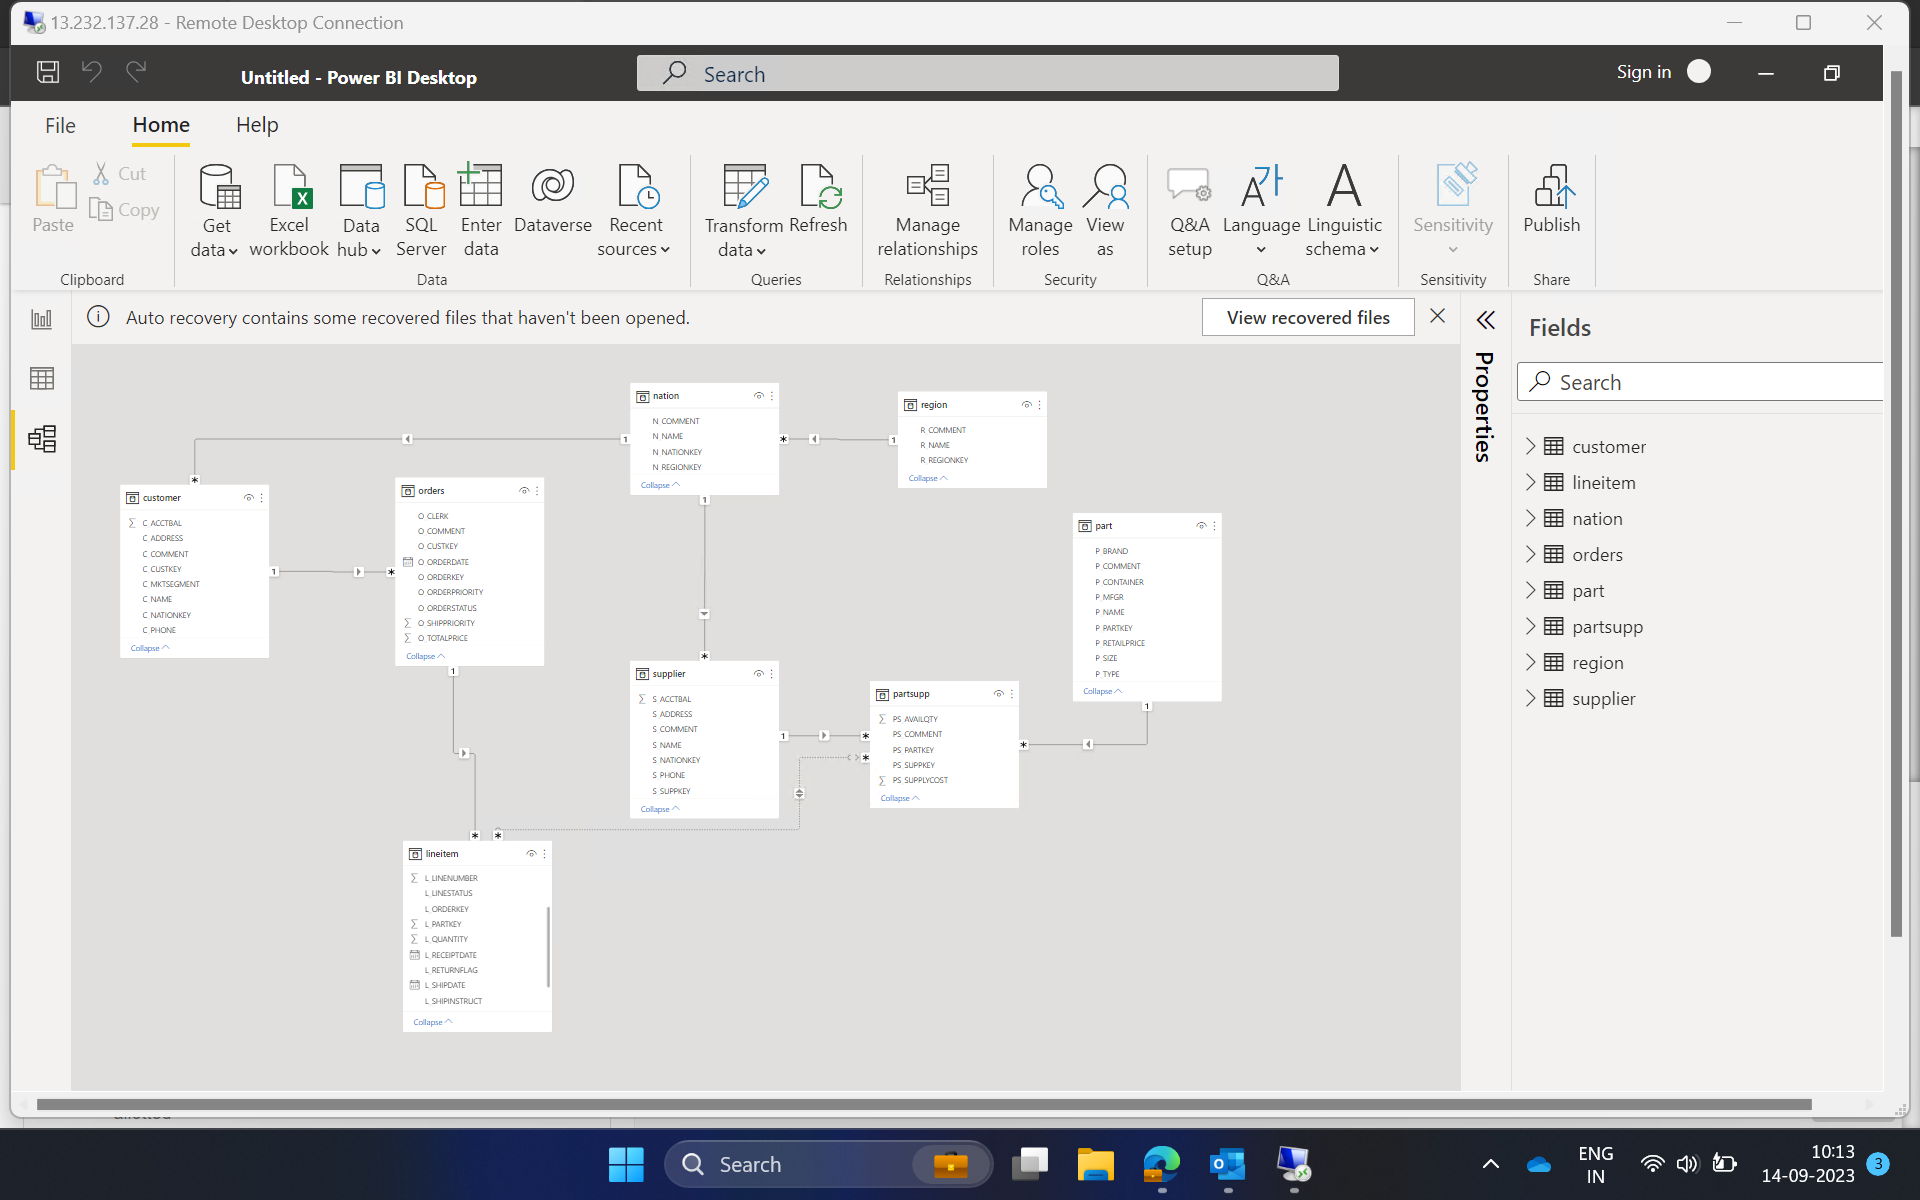 13.232.137.28 - Remote Desktop Connection
Untitled - Power BI Desktop
Search
Sign in
File
Home
Help
Paste
Cut
Copy
Clipboard
Get data
Excel workbook
Data hub
SQL Server
Enter data
Dataverse
Recent sources
Data
Transform data
Refresh
Queries
Manage relationships
Relationships
Manage roles
View as
Security
Q&A setup
Language
Linguistic schema
Q&A
Sensitivity
Sensitivity
Publish
Share
Auto recovery contains some recovered files that haven't been opened.
View recovered files
Properties
Fields
Search
customer
lineitem
nation
orders
part
partsupp
region
supplier
nation
N_COMMENT
N_NAME
N_NATIONKEY
N_REGIONKEY
Collapse
1
*
1
1
region
R_COMMENT
R_NAME
R_REGIONKEY
Collapse
*
customer
C_ACCTBAL
C_ADDRESS
C_COMMENT
C_CUSTKEY
C_MKTSEGMENT
C_NAME
C_NATIONKEY
C_PHONE
Collapse
1
*
orders
O_CLERK
O_COMMENT
O_CUSTKEY
O_ORDERDATE
O_ORDERKEY
O_ORDERPRIORITY
O_ORDERSTATUS
O_SHIPPRIORITY
O_TOTALPRICE
Collapse
1
part
P_BRAND
P_COMMENT
P_CONTAINER
P_MFGR
P_NAME
P_PARTKEY
P_RETAILPRICE
P_SIZE
P_TYPE
Collapse
1
*
supplier
S_ACCTBAL
S_ADDRESS
S_COMMENT
S_NAME
S_NATIONKEY
S_PHONE
S_SUPPKEY
Collapse
1
*
*
*
partsupp
PS_AVAILQTY
PS_COMMENT
PS_PARTKEY
PS_SUPPKEY
PS_SUPPLYCOST
Collapse
*
*
lineitem
L_LINENUMBER
L_LINESTATUS
L_ORDERKEY
L_PARTKEY
L_QUANTITY
L_RECEIPTDATE
L_RETURNFLAG
L_SHIPDATE
L_SHIPINSTRUCT
Collapse
Search
ENG
IN
10:13
14-09-2023
3